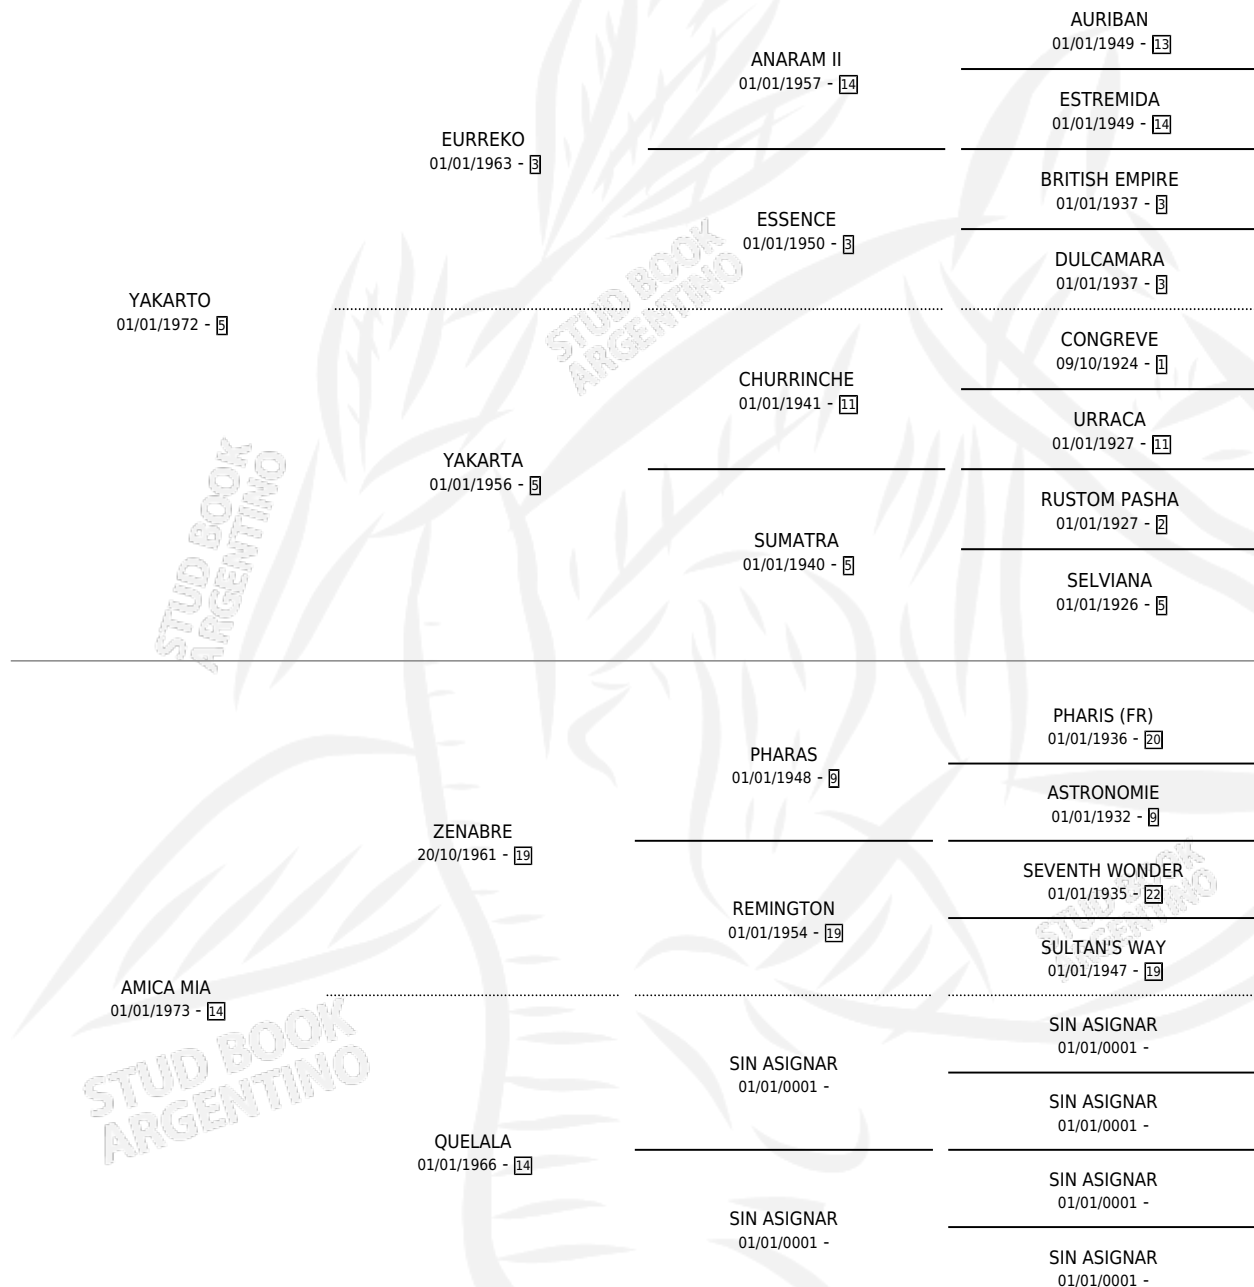 AURIBAN
01/01/1949 - 13
ANARAM II
01/01/1957 - 14
ESTREMIDA
01/01/1949 - 14
EURREKO
01/01/1963 - 3
BRITISH EMPIRE
01/01/1937 - 3
ESSENCE
01/01/1950 - 3
DULCAMARA
01/01/1937 - 3
YAKARTO
01/01/1972 - 5
CONGREVE
09/10/1924 - 1
CHURRINCHE
01/01/1941 - 11
URRACA
01/01/1927 - 11
YAKARTA
01/01/1956 - 5
RUSTOM PASHA
01/01/1927 - 2
SUMATRA
01/01/1940 - 5
SELVIANA
01/01/1926 - 5
PHARIS (FR)
01/01/1936 - 20
PHARAS
01/01/1948 - 9
ASTRONOMIE
01/01/1932 - 9
ZENABRE
20/10/1961 - 19
SEVENTH WONDER
01/01/1935 - 22
REMINGTON
01/01/1954 - 19
SULTAN'S WAY
01/01/1947 - 19
AMICA MIA
01/01/1973 - 14
SIN ASIGNAR
01/01/0001 -
SIN ASIGNAR
01/01/0001 -
SIN ASIGNAR
01/01/0001 -
QUELALA
01/01/1966 - 14
SIN ASIGNAR
01/01/0001 -
SIN ASIGNAR
01/01/0001 -
SIN ASIGNAR
01/01/0001 -
STUD BOOK
ARGENTINO
STUD BOOK
ARGENTINO
STUD BOOK
ARGENTINO
STUD BOOK
ARGENTINO